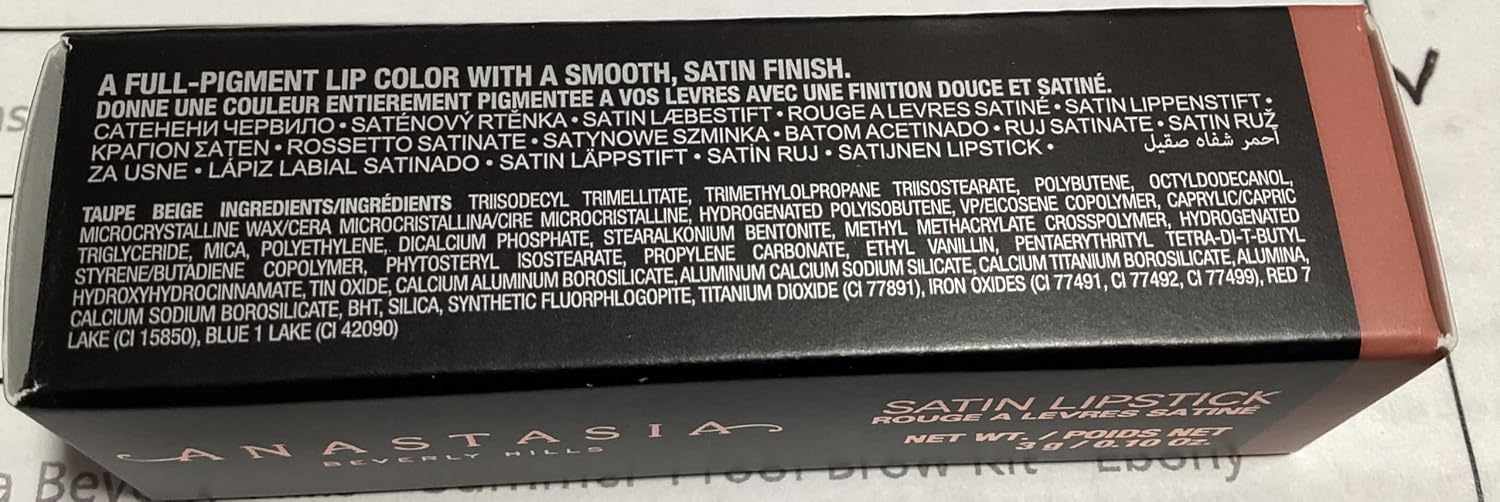 A FULL-PIGMENT LIP COLOR WITH A SMOOTH, SATIN FINISH.
DONNE UNE COULEUR ENTIEREMENT PIGMENTEE A VOS LEVRES AVEC UNE FINITION DOUCE ET SATINÉ.
САТЕНЕНИ ЧЕРВИЛО • SATÉNOVÝ RTĚNKA • SATIN LÆBESTIFT • ROUGE A LEVRES SATINÉ • SATIN LIPPENSTIFT •
ΚΡΑΓΙΟΝ ΣΑΤΕΝ • ROSSETTO SATINATE • SATYNOWE SZMINKA • BATOM ACETINADO • RUJ SATINATE • SATIN RUŽ
ZA USNE • LÁPIZ LABIAL SATINADO • SATIN LÄPPSTIFT • SATİN RUJ • SATIJNEN LIPSTICK • أحمر شفاه صقيل
TAUPE BEIGE INGREDIENTS/INGRÉDIENTS TRIISODECYL TRIMELLITATE, TRIMETHYLOLPROPANE TRIISOSTEARATE, POLYBUTENE, OCTYLDODECANOL,
MICROCRYSTALLINE WAX/CERA MICROCRISTALLINA/CIRE MICROCRISTALLINE, HYDROGENATED POLYISOBUTENE, VP/EICOSENE COPOLYMER, CAPRYLIC/CAPRIC
TRIGLYCERIDE, MICA, POLYETHYLENE, DICALCIUM PHOSPHATE, STEARALKONIUM BENTONITE, METHYL METHACRYLATE CROSSPOLYMER, HYDROGENATED
STYRENE/BUTADIENE COPOLYMER, PHYTOSTERYL ISOSTEARATE, PROPYLENE CARBONATE, ETHYL VANILLIN, PENTAERYTHRITYL TETRA-DI-T-BUTYL
HYDROXYHYDROCINNAMATE, TIN OXIDE, CALCIUM ALUMINUM BOROSILICATE, ALUMINUM CALCIUM SODIUM SILICATE, CALCIUM TITANIUM BOROSILICATE, ALUMINA,
CALCIUM SODIUM BOROSILICATE, BHT, SILICA, SYNTHETIC FLUORPHLOGOPITE, TITANIUM DIOXIDE (CI 77891), IRON OXIDES (CI 77491, CI 77492, CI 77499), RED 7
LAKE (CI 15850), BLUE 1 LAKE (CI 42090)
ANASTASIA
BEVERLY HILLS
SATIN LIPSTICK
ROUGE A LEVRES SATINÉ
NET WT. / POIDS NET
3 g / 0.10 Oz.
Brow Kit - Ebony